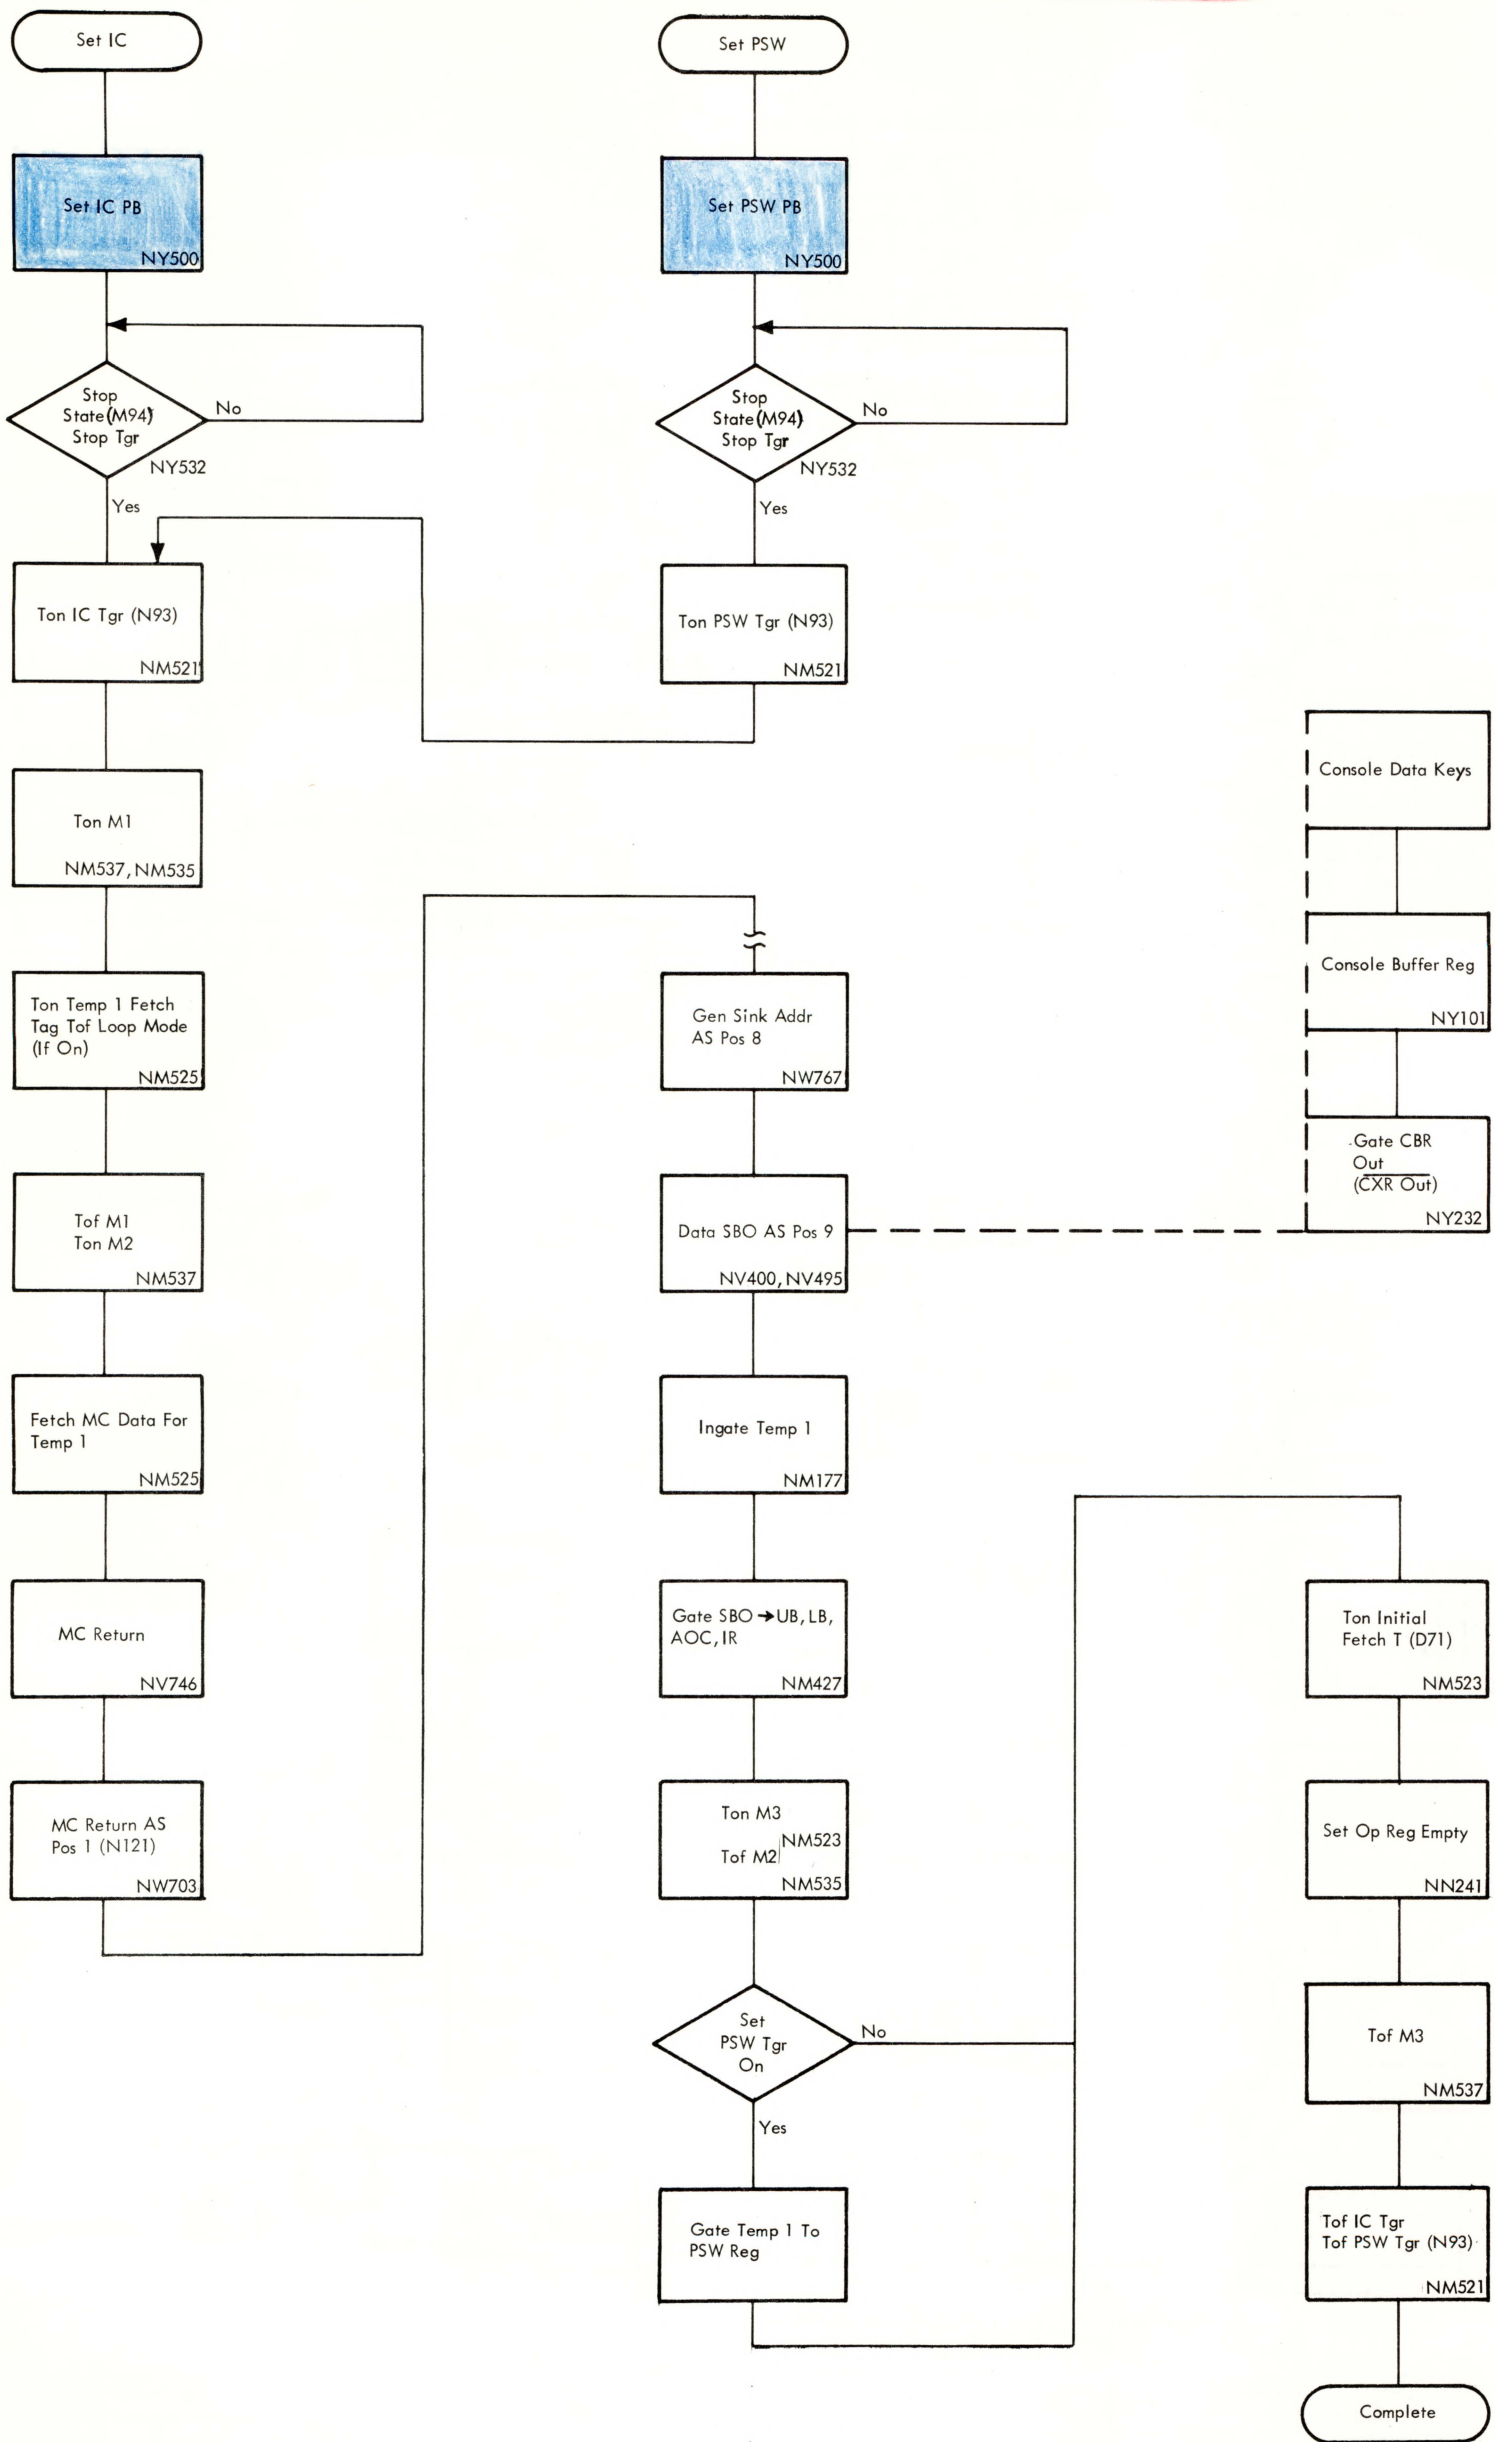 Set IC
Set IC PB
NY500
Stop
State (M94)
Stop Tgr
No
NY532
Yes
Ton IC Tgr (N93)
NM521
Ton M1
NM537, NM535
Ton Temp 1 Fetch
Tag Tof Loop Mode
(If On)
NM525
Tof M1
Ton M2
NM537
Fetch MC Data For
Temp 1
NM525
MC Return
NV746
MC Return AS
Pos 1 (N121)
NW703
Set PSW
Set PSW PB
NY500
Stop
State (M94)
Stop Tgr
No
NY532
Yes
Ton PSW Tgr (N93)
NM521
Gen Sink Addr
AS Pos 8
NW767
Data SBO AS Pos 9
NV400, NV495
Ingate Temp 1
NM177
Gate SBO → UB, LB,
AOC, IR
NM427
Ton M3
NM523
Tof M2
NM535
Set
PSW Tgr
On
No
Yes
Gate Temp 1 To
PSW Reg
Console Data Keys
Console Buffer Reg
NY101
Gate CBR
Out
(CXR Out)
NY232
Ton Initial
Fetch T (D71)
NM523
Set Op Reg Empty
NN241
Tof M3
NM537
Tof IC Tgr
Tof PSW Tgr (N93)
NM521
Complete